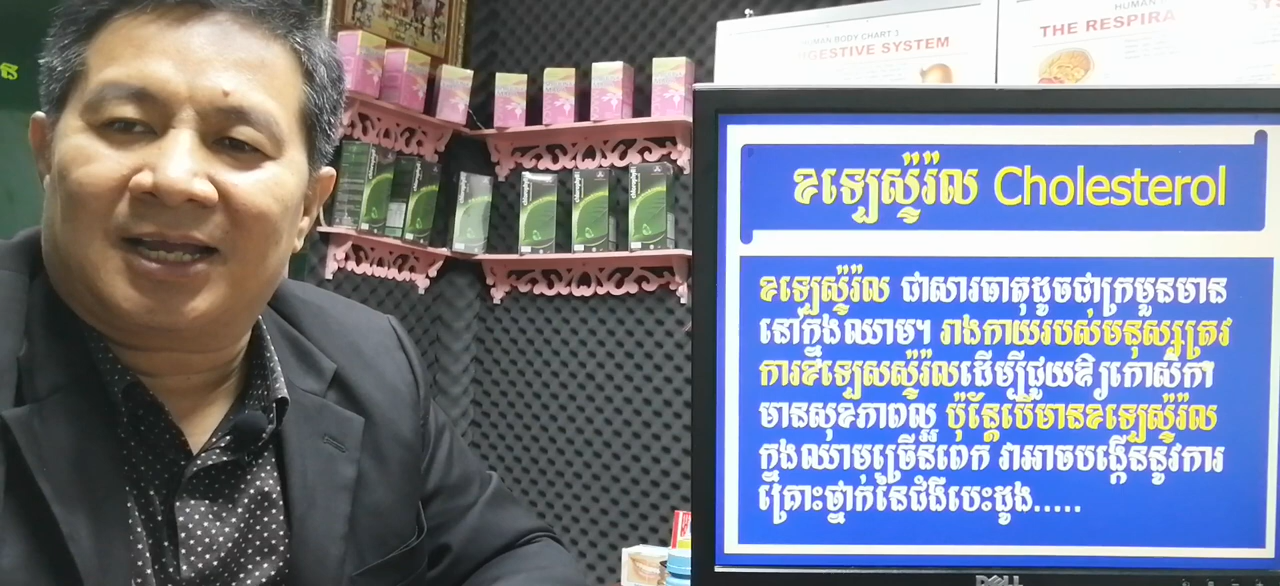 HUMAN BODY CHART 3
DIGESTIVE SYSTEM
HUMAN
THE RESPIRA
ខឡេស្ទ័រ៉ុល Cholesterol
ខឡេស្ទ័រ៉ុល ជាសារធាតុដូចជាក្រមួនមាន
នៅក្នុងឈាម។ រាងកាយរបស់មនុស្សត្រូវ
ការខឡេសស្ទ័រ៉ុលដើម្បីជួយឱ្យកោសិកា
មានសុខភាពល្អ ប៉ុន្តែបើមានខឡេស្ទ័រ៉ុល
ក្នុងឈាមច្រើនពេក វាអាចបង្កើននូវការ
គ្រោះថ្នាក់នៃជំងឺបេះដូង.....
chlorophyll
DELL